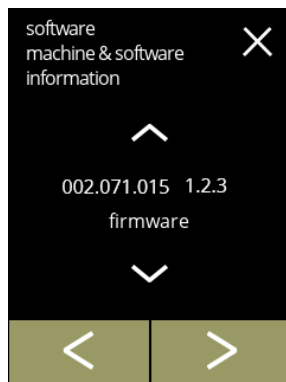 software
machine & software
information
002.071.015 1.2.3
firmware